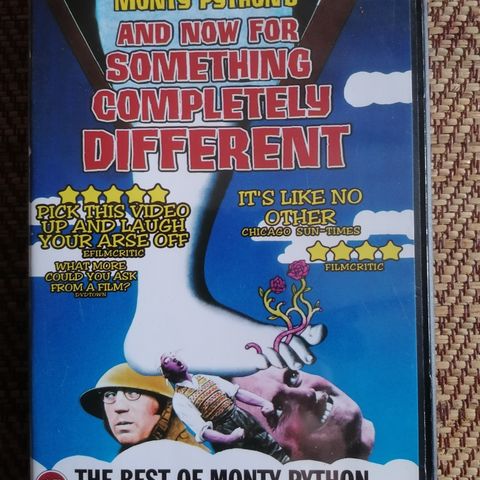 MONTY PYTHON'S
AND NOW FOR
SOMETHING
COMPLETELY
DIFFERENT
PICK THIS VIDEO
UP AND LAUGH
YOUR ARSE OFF
EFILMCRITIC
WHAT MORE
COULD YOU ASK
FROM A FILM?
DVDTOWN
IT'S LIKE NO
OTHER
CHICAGO SUN-TIMES
FILMCRITIC
THE BEST OF MONTY PYTHON